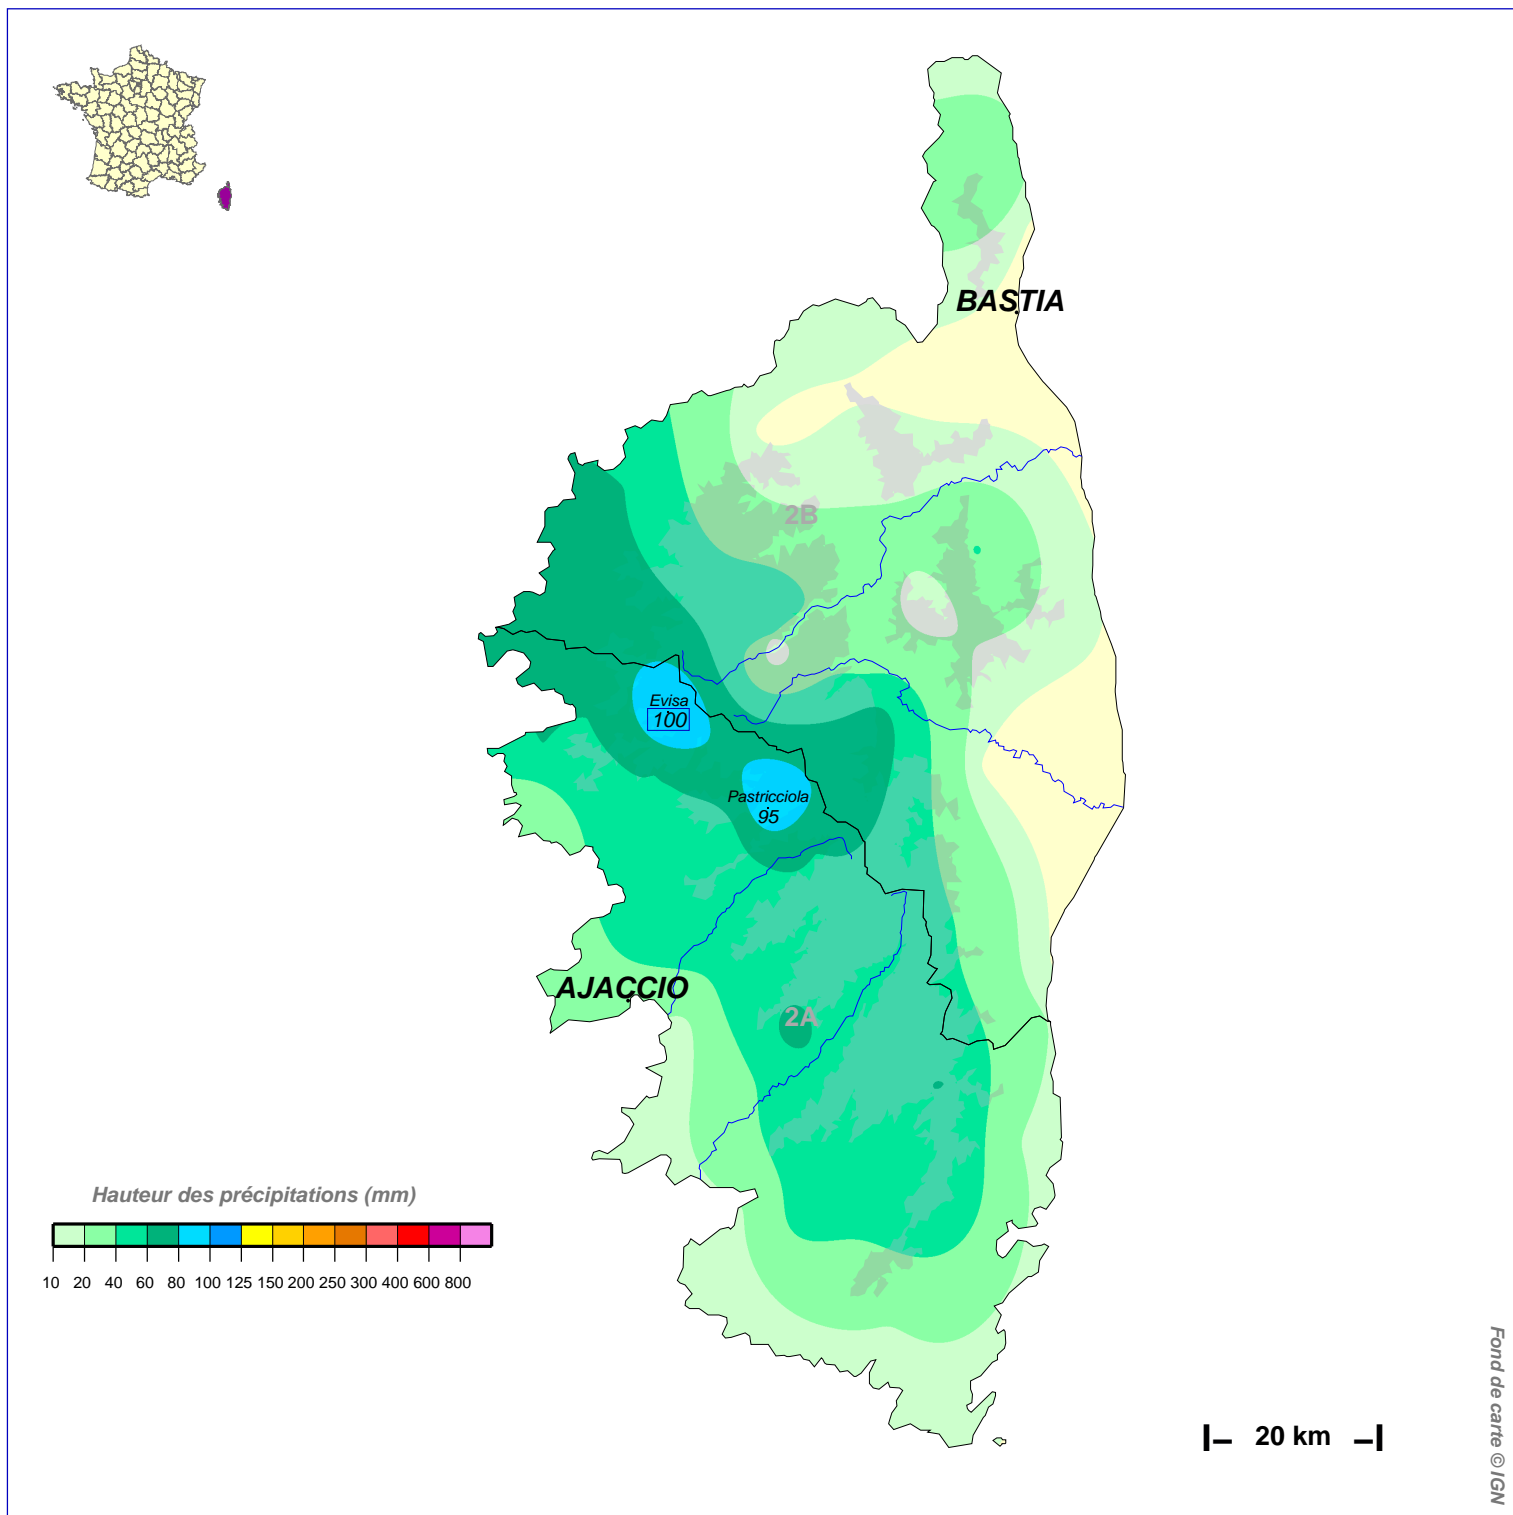 BASTIA
2B
Evisa
100
Pastricciola
95
AJACCIO
2A
Hauteur des précipitations (mm)
10 20 40 60 80 100 125 150 200 250 300 400 600 800
20 km
Fond de carte © IGN